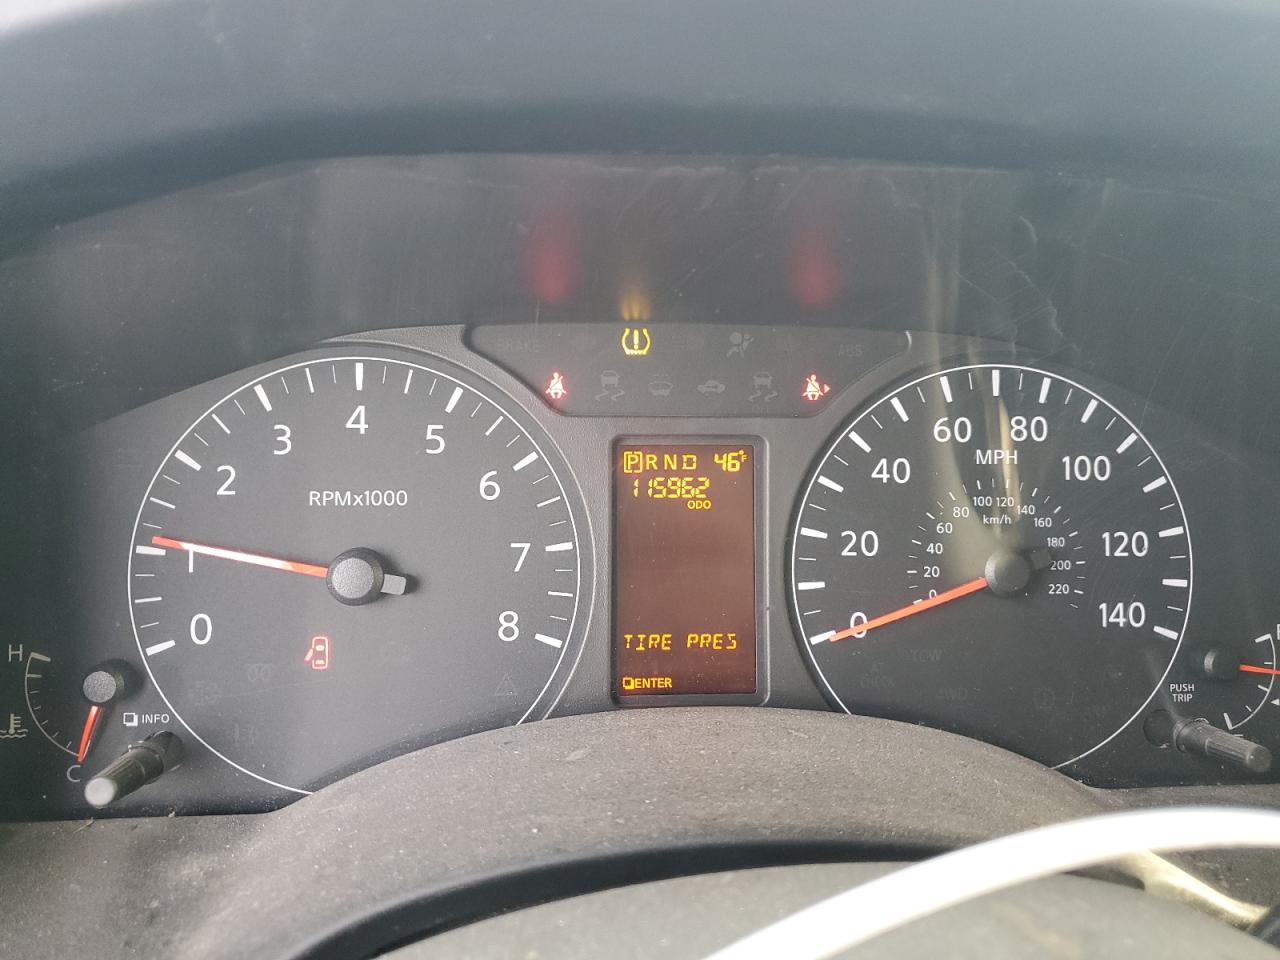 BRAKE
ABS
0 1 2 3 4 5 6 7 8
RPMx1000
P R N D 46°F
115962
ODO
TIRE PRES
ENTER
0 20 40 60 80 100 120 140
MPH
0 20 40 60 80 100 120 140 160 180 200 220
km/h
H
C
INFO
PUSH
TRIP
AT
TOW